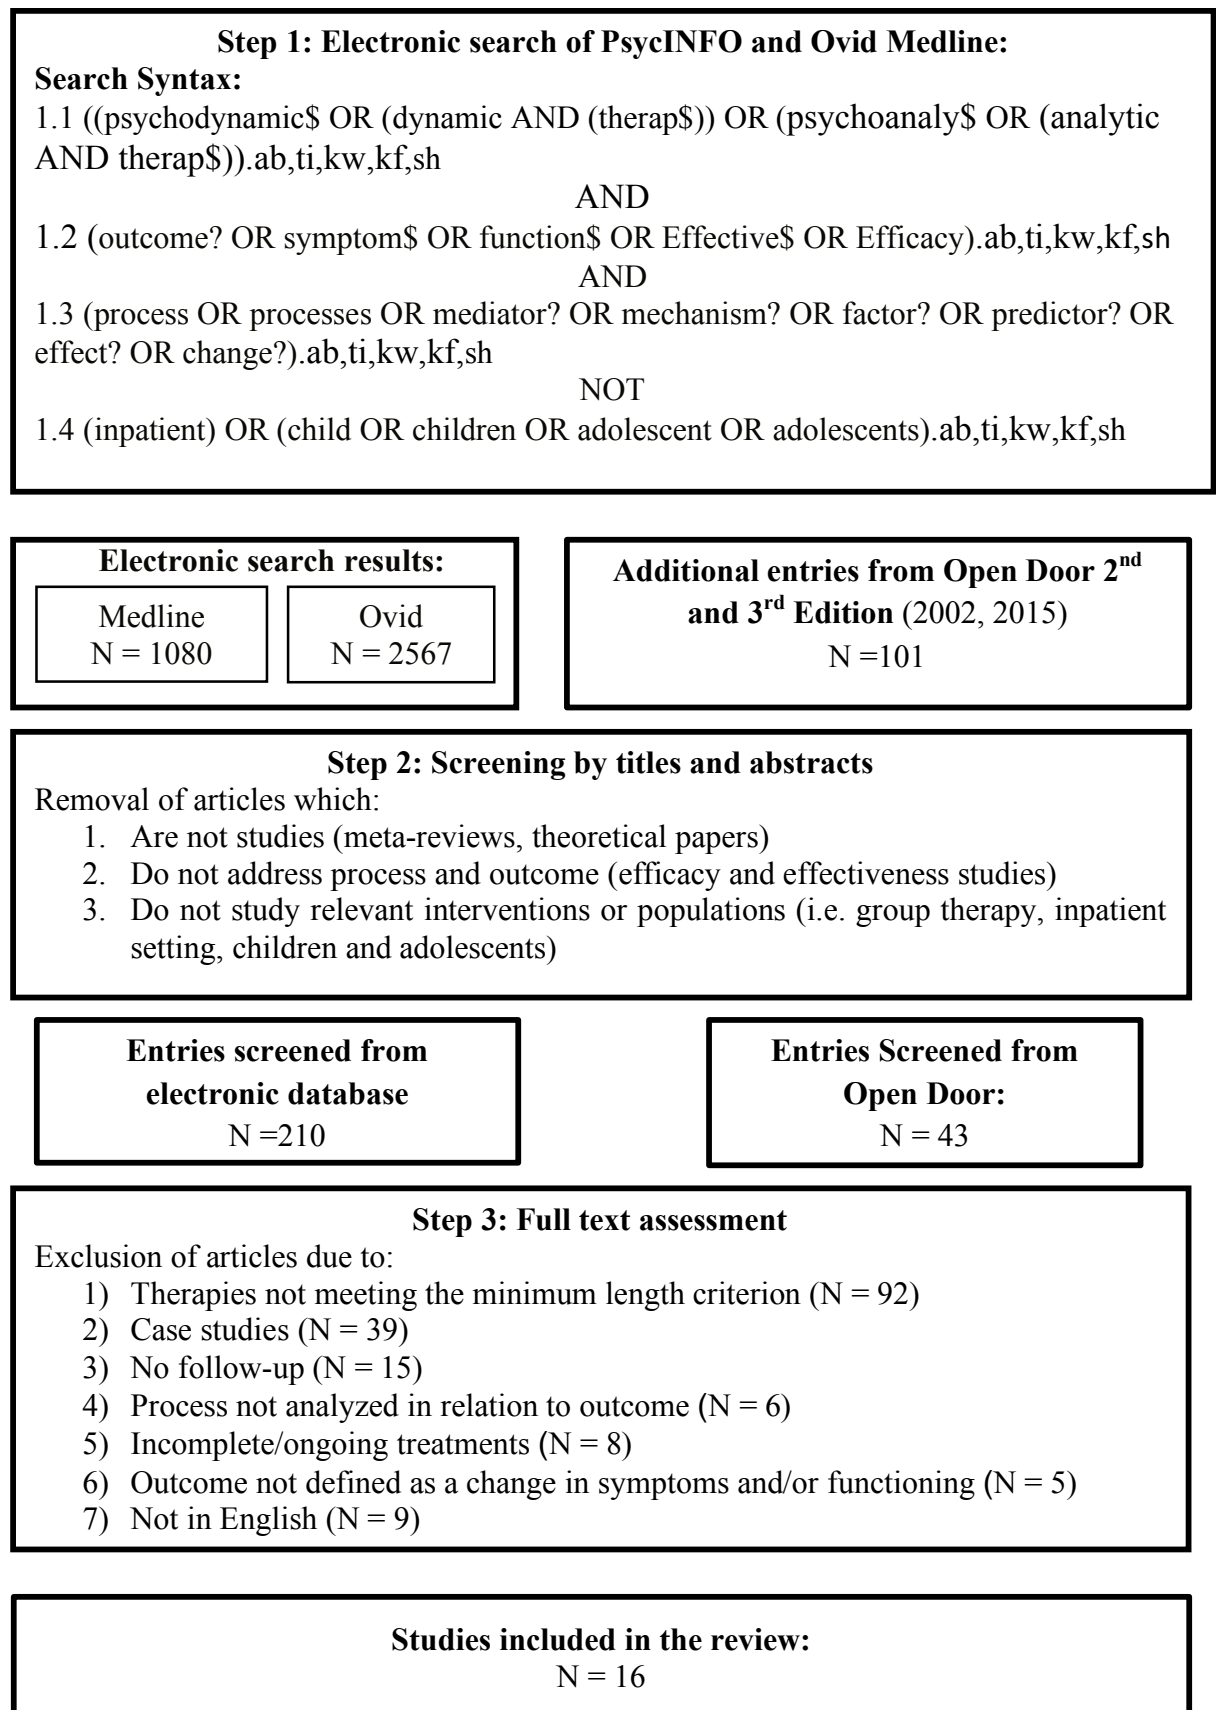 Step 1: Electronic search of PsycINFO and Ovid Medline:
Search Syntax:
1.1 ((psychodynamic$ OR (dynamic AND (therap$)) OR (psychoanaly$ OR (analytic
AND therap$)).ab,ti,kw,kf,sh
AND
1.2 (outcome? OR symptom$ OR function$ OR Effective$ OR Efficacy).ab,ti,kw,kf,sh
AND
1.3 (process OR processes OR mediator? OR mechanism? OR factor? OR predictor? OR
effect? OR change?).ab,ti,kw,kf,sh
NOT
1.4 (inpatient) OR (child OR children OR adolescent OR adolescents).ab,ti,kw,kf,sh
Electronic search results:
Medline
N = 1080
Ovid
N = 2567
Additional entries from Open Door 2nd
and 3rd Edition (2002, 2015)
N =101
Step 2: Screening by titles and abstracts
Removal of articles which:
1. Are not studies (meta-reviews, theoretical papers)
2. Do not address process and outcome (efficacy and effectiveness studies)
3. Do not study relevant interventions or populations (i.e. group therapy, inpatient
setting, children and adolescents)
Entries screened from
electronic database
N =210
Entries Screened from
Open Door:
N = 43
Step 3: Full text assessment
Exclusion of articles due to:
1) Therapies not meeting the minimum length criterion (N = 92)
2) Case studies (N = 39)
3) No follow-up (N = 15)
4) Process not analyzed in relation to outcome (N = 6)
5) Incomplete/ongoing treatments (N = 8)
6) Outcome not defined as a change in symptoms and/or functioning (N = 5)
7) Not in English (N = 9)
Studies included in the review:
N = 16